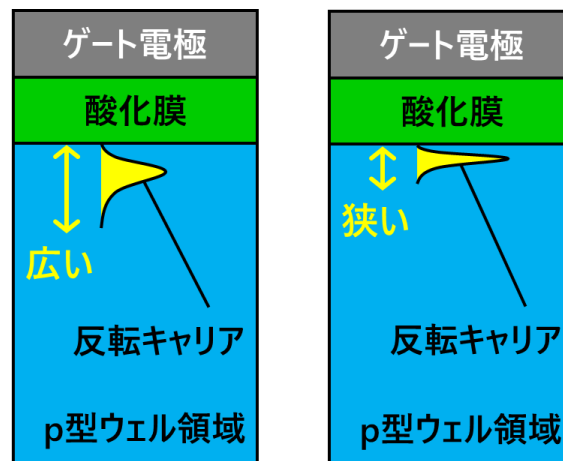 ゲート電極
酸化膜
広い
反転キャリア
p型ウェル領域
ゲート電極
酸化膜
狭い
反転キャリア
p型ウェル領域